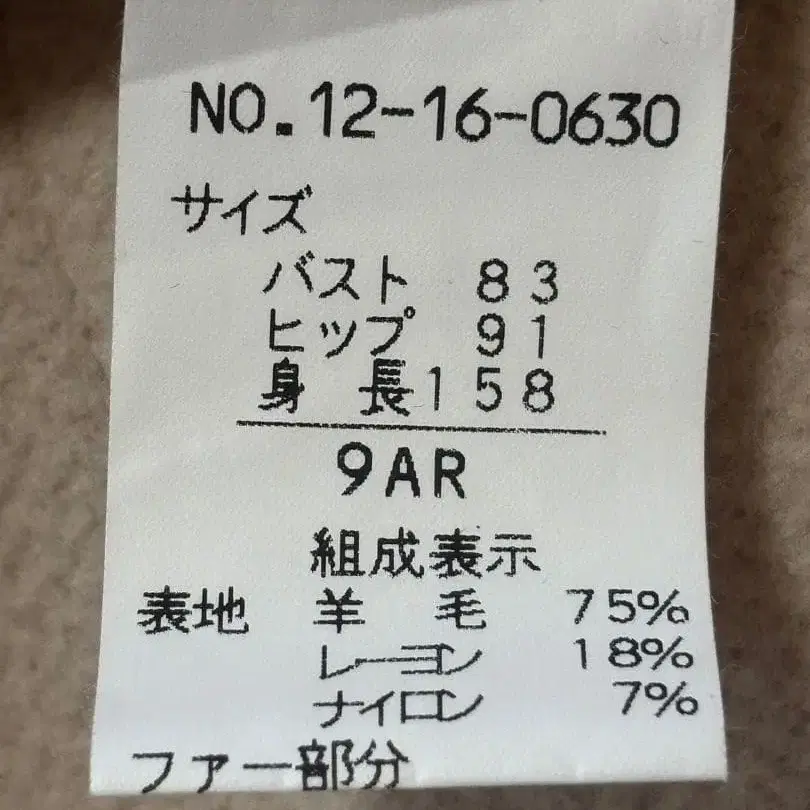 NO.12-16-0630
サイズ
バスト 83
ヒップ 91
身長158
9AR
組成表示
表地 羊毛 75%
レーヨン 18%
ナイロン 7%
ファー部分